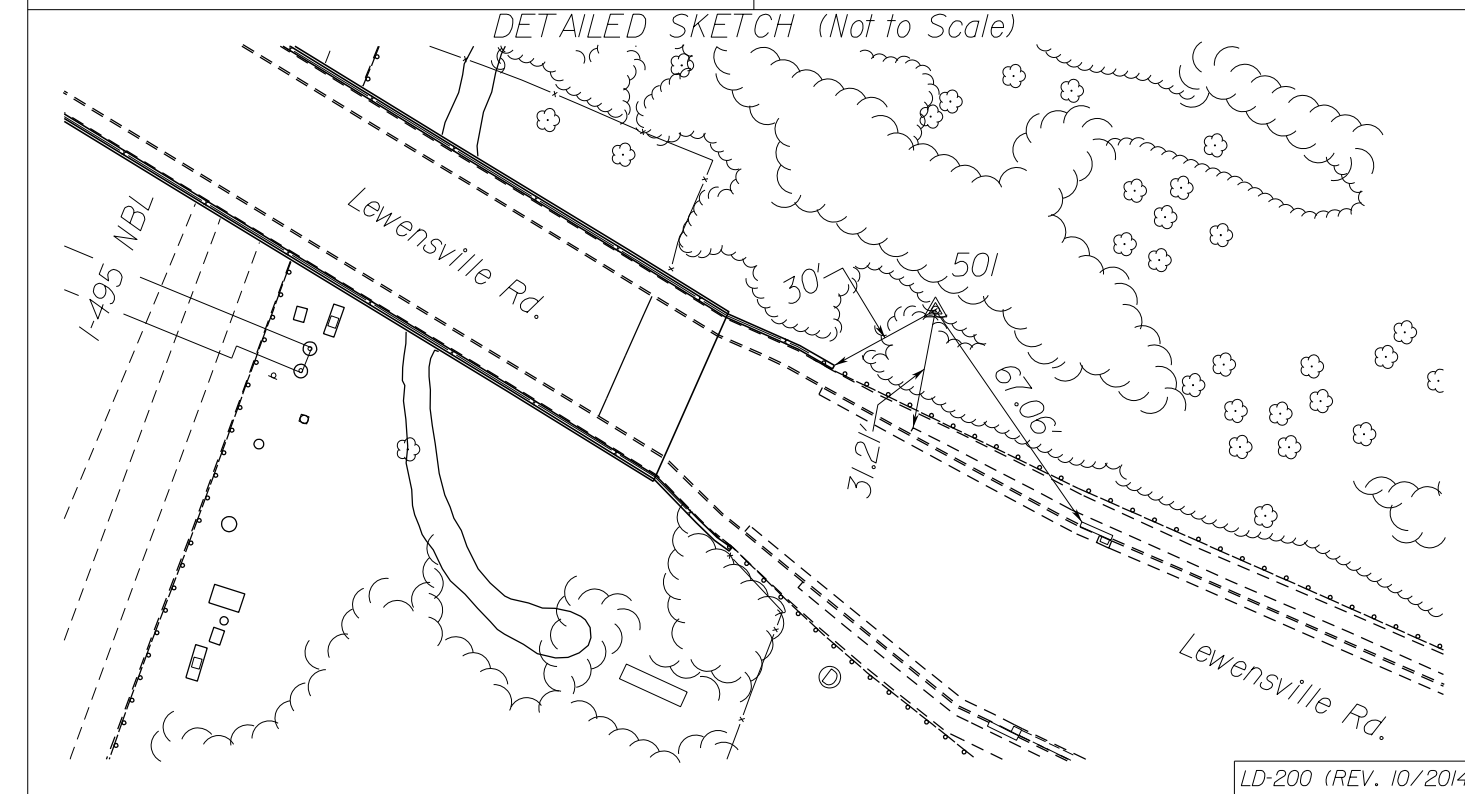 DETAILED SKETCH (Not to Scale)
I-495 NBL
Lewensville Rd.
30'
501
31.21'
67.06'
P
D
Lewensville Rd.
LD-200 (REV. 10/2014